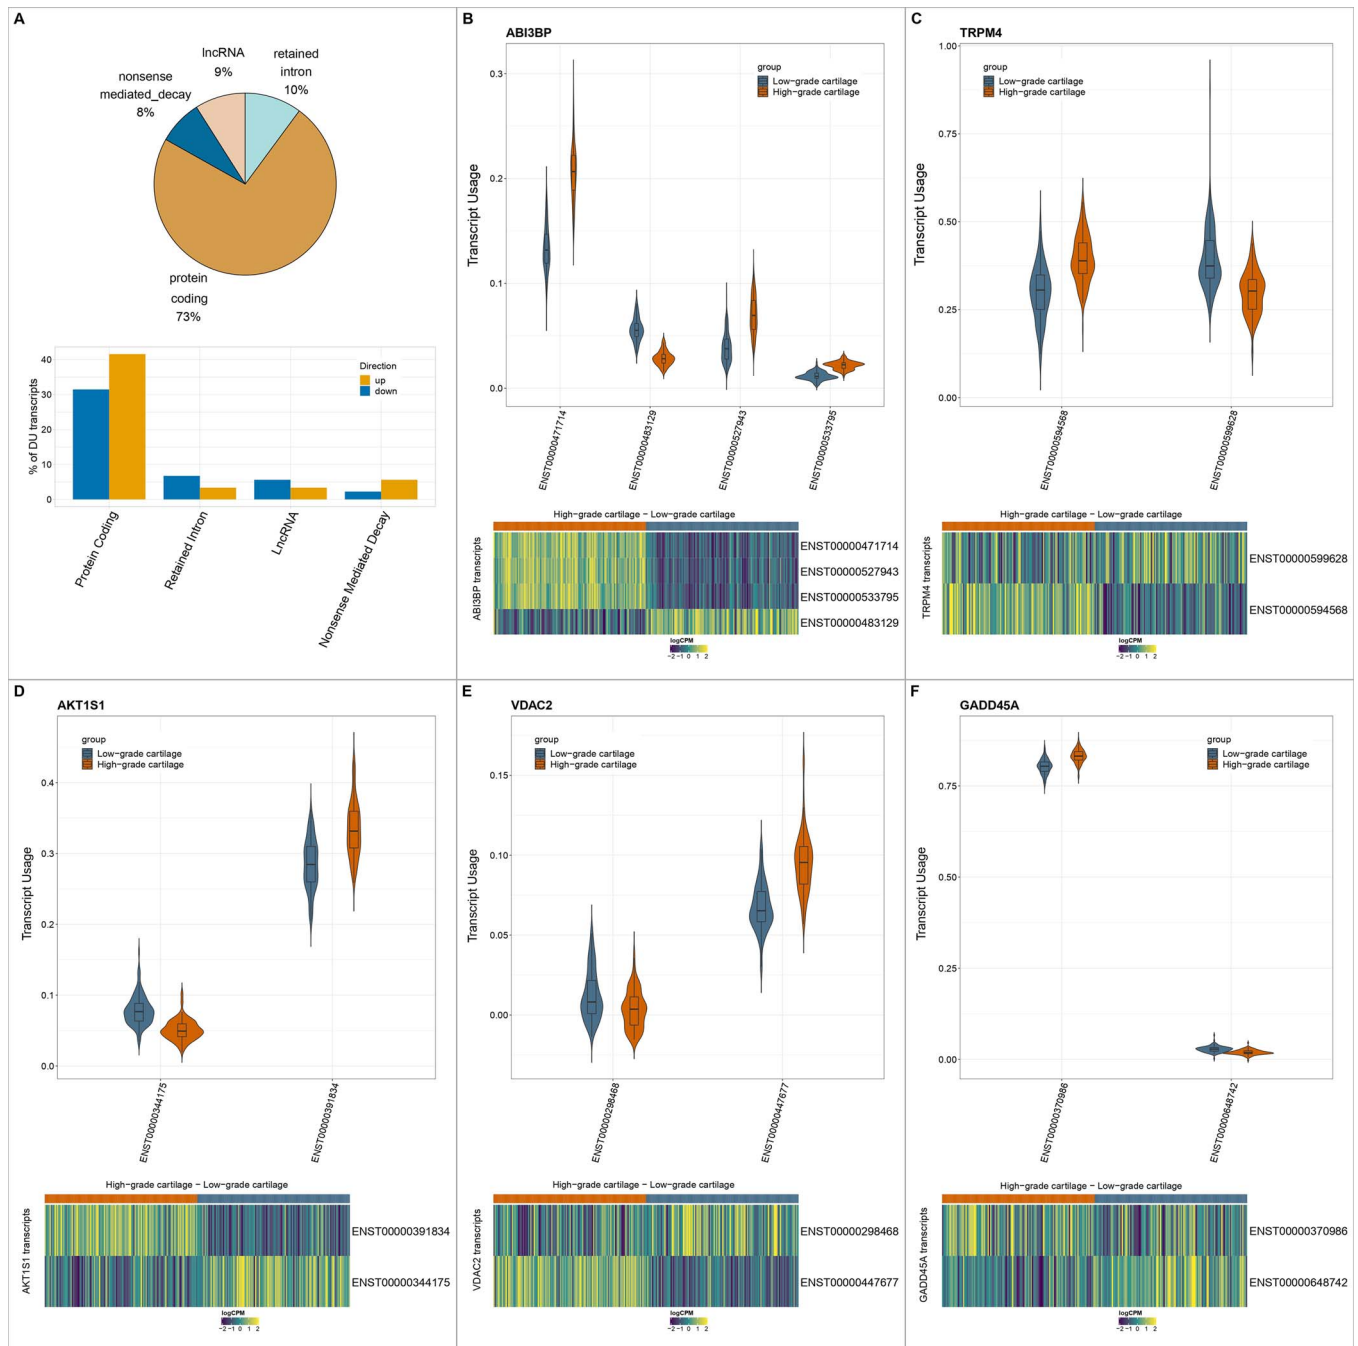 A
lncRNA
9%
retained
intron
10%
nonsense
mediated_decay
8%
protein
coding
73%
% of DU transcripts
40
30
20
10
0
Direction
up
down
Protein Coding
Retained Intron
LncRNA
Nonsense Mediated Decay
B
ABI3BP
Transcript Usage
0.3
0.2
0.1
0.0
group
Low-grade cartilage
High-grade cartilage
ENST00000471714
ENST00000483129
ENST00000527943
ENST00000533795
High-grade cartilage - Low-grade cartilage
ABI3BP transcripts
ENST00000471714
ENST00000527943
ENST00000533795
ENST00000483129
logCPM
-2 -1 0 1 2
C
TRPM4
Transcript Usage
1.00
0.75
0.50
0.25
0.00
group
Low-grade cartilage
High-grade cartilage
ENST00000594568
ENST00000599628
High-grade cartilage - Low-grade cartilage
TRPM4 transcripts
ENST00000599628
ENST00000594568
logCPM
-2 -1 0 1 2
D
AKT1S1
Transcript Usage
0.4
0.3
0.2
0.1
0.0
group
Low-grade cartilage
High-grade cartilage
ENST00000344175
ENST00000391834
High-grade cartilage - Low-grade cartilage
AKT1S1 transcripts
ENST00000391834
ENST00000344175
logCPM
-2 -1 0 1 2
E
VDAC2
Transcript Usage
0.15
0.10
0.05
0.00
group
Low-grade cartilage
High-grade cartilage
ENST00000298468
ENST00000447677
High-grade cartilage - Low-grade cartilage
VDAC2 transcripts
ENST00000298468
ENST00000447677
logCPM
-2 -1 0 1 2
F
GADD45A
Transcript Usage
0.75
0.50
0.25
0.00
group
Low-grade cartilage
High-grade cartilage
ENST00000370986
ENST00000648742
High-grade cartilage - Low-grade cartilage
GADD45A transcripts
ENST00000370986
ENST00000648742
logCPM
-2 -1 0 1 2